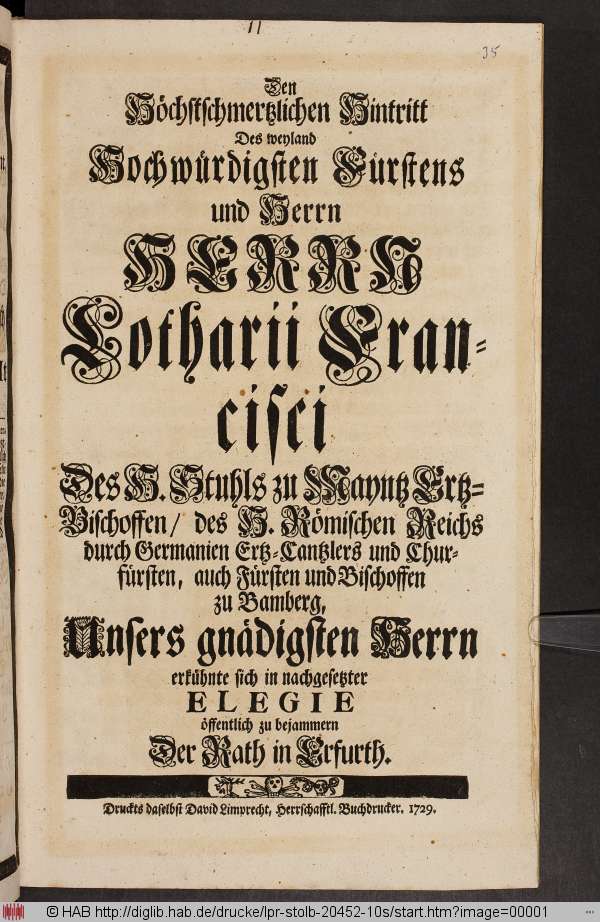 35
Den
Höchstschmertzlichen Hintritt
Des weyland
Hochwürdigsten Fürstens
und Herrn
HERRN
Lotharii Fran-
cisci
Des H. Stuhls zu Mayntz Ertz-
Bischoffen/ des H. Römischen Reichs
durch Germanien Ertz-Cantzlers und Chur-
fürsten, auch Fürsten und Bischoffen
zu Bamberg,
Unsers gnädigsten Herrn
erkühnte sich in nachgesetzter
ELEGIE
öffentlich zu bejammern
Der Rath in Erfurth.
Druckts daselbst David Limprecht, Herrschafftl. Buchdrucker. 1729.
© HAB http://diglib.hab.de/drucke/lpr-stolb-20452-10s/start.htm?image=00001